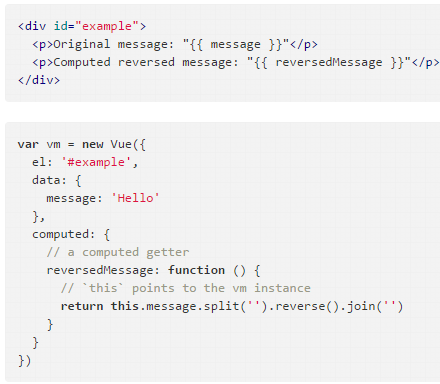 <div id="example">
  <p>Original message: "{{ message }}"</p>
  <p>Computed reversed message: "{{ reversedMessage }}"</p>
</div>
var vm = new Vue({
  el: '#example',
  data: {
    message: 'Hello'
  },
  computed: {
    // a computed getter
    reversedMessage: function () {
      // `this` points to the vm instance
      return this.message.split('').reverse().join('')
    }
  }
})